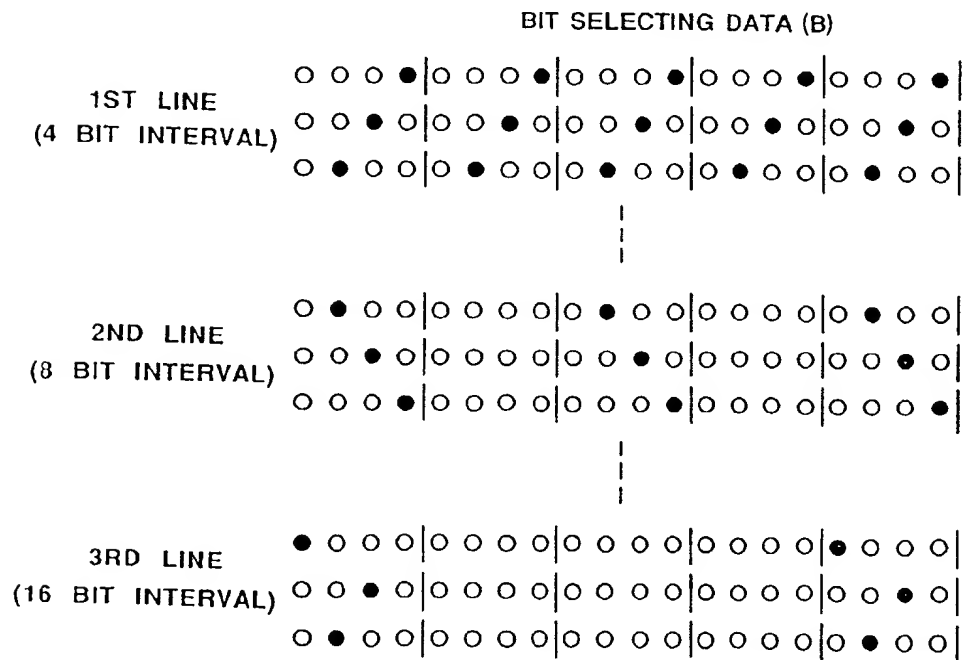 BIT SELECTING DATA (B)
1ST LINE
(4 BIT INTERVAL)
2ND LINE
(8 BIT INTERVAL)
3RD LINE
(16 BIT INTERVAL)